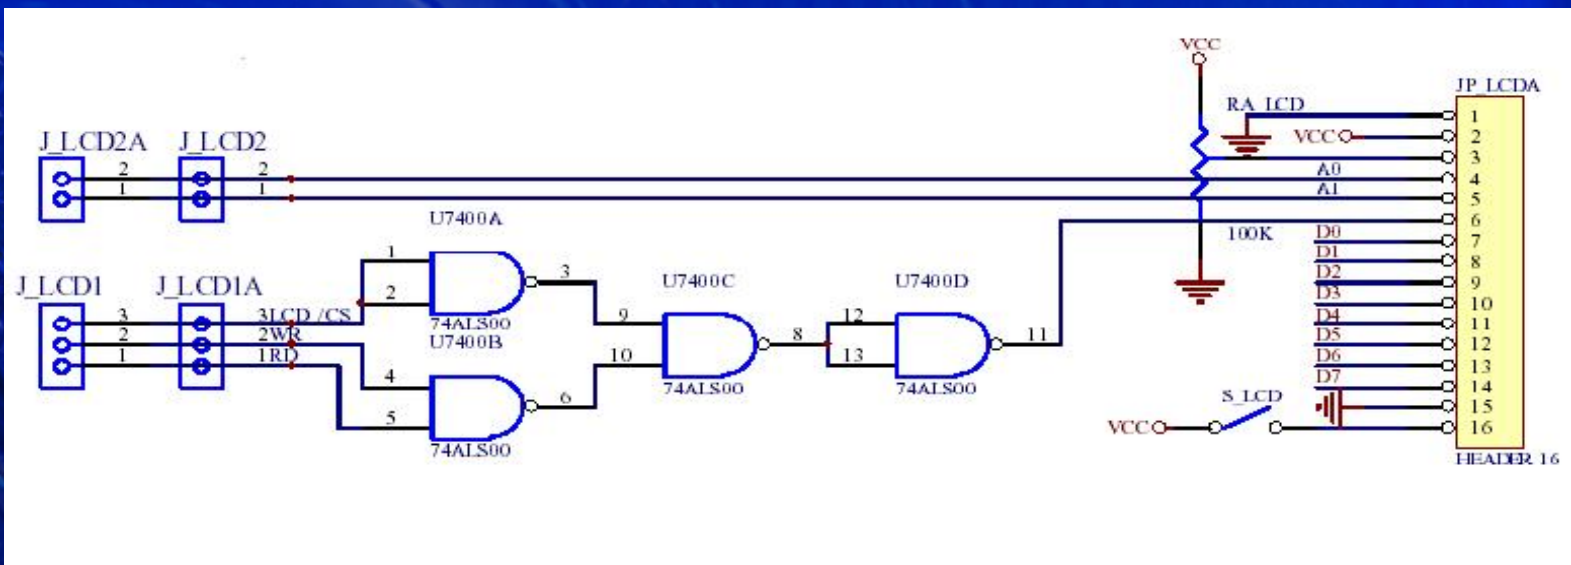 VCC
JP_LCDA
RA_LCD
1
VCC
2
3
J_LCD2A
J_LCD2
2
2
A0
4
1
1
A1
5
U7400A
6
100K
D0
7
1
D1
8
3
U7400C
U7400D
D2
9
J_LCD1
J_LCD1A
2
D3
10
3
3LCD /CS
74ALS00
9
12
D4
11
2
2WR
U7400B
8
11
D5
12
1
1RD
10
13
D6
13
4
74ALS00
74ALS00
D7
14
6
S_LCD
15
5
VCC
16
74ALS00
HEADER 16